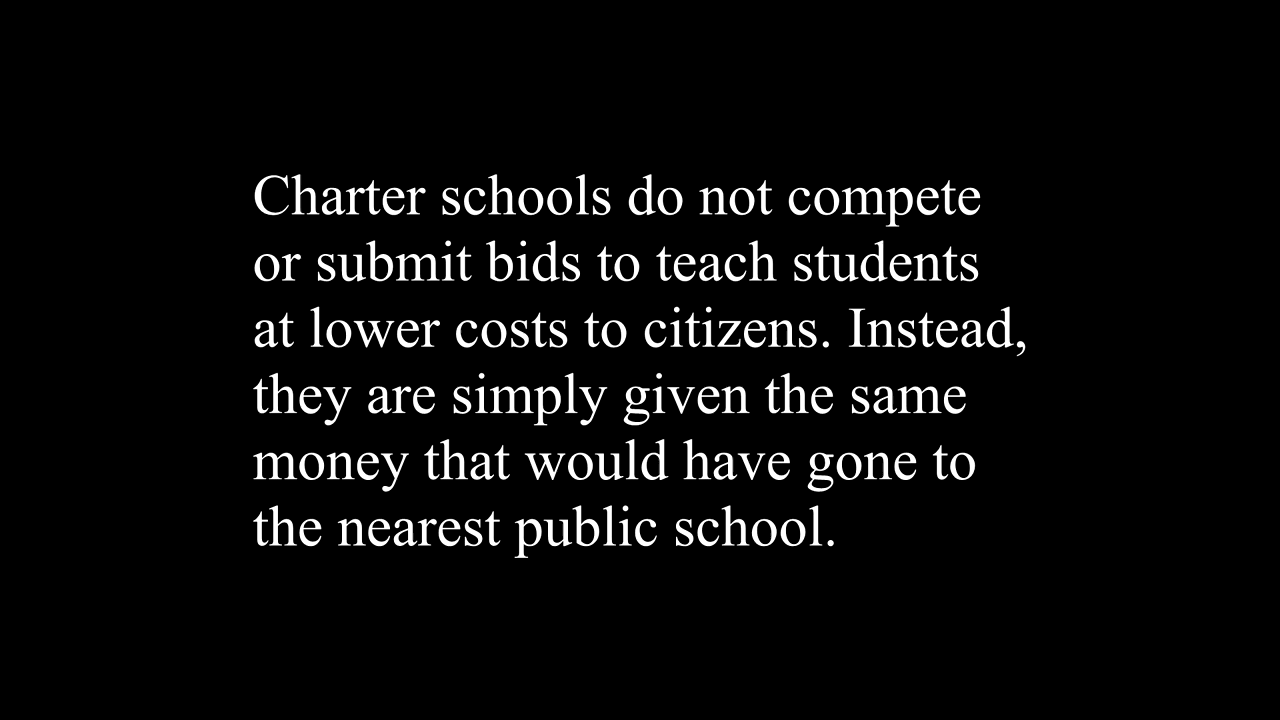 Charter schools do not compete
or submit bids to teach students
at lower costs to citizens. Instead,
they are simply given the same
money that would have gone to
the nearest public school.